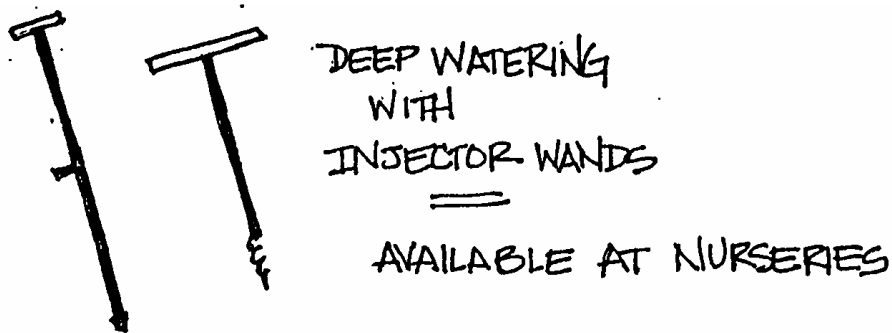 DEEP WATERING
WITH
INJECTOR WANDS
AVAILABLE AT NURSERIES